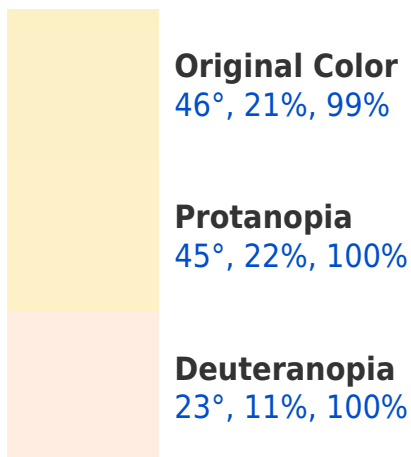 Original Color
46°, 21%, 99%
Protanopia
45°, 22%, 100%
Deuteranopia
23°, 11%, 100%